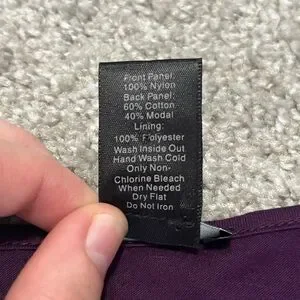 Front Panel:
100% Nylon
Back Panel:
60% Cotton
40% Modal
Lining:
100% Polyester
Wash Inside Out
Hand Wash Cold
Only Non-
Chlorine Bleach
When Needed
Dry Flat
Do Not Iron